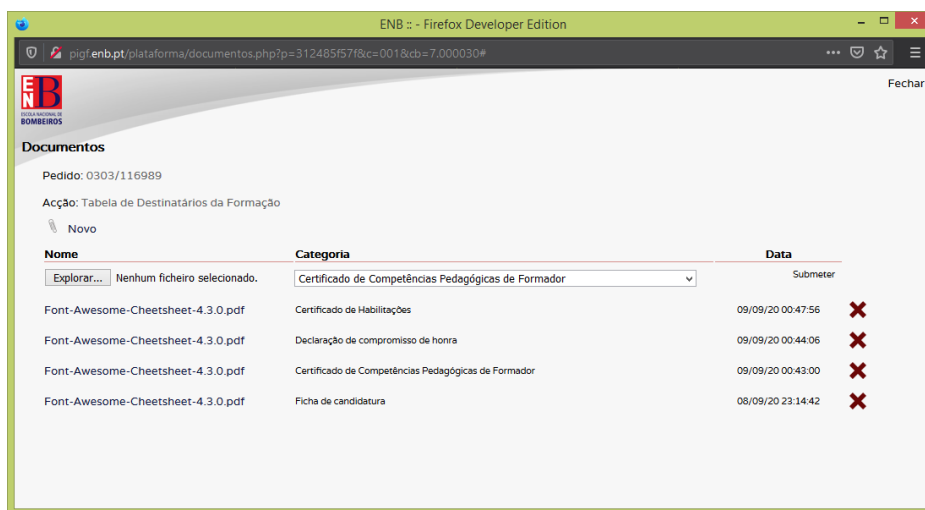 ENB :: - Firefox Developer Edition
pigf.enb.pt/plataforma/documentos.php?p=312485f57f&c=001&cb=7.000030#
Fechar
ENB
ESCOLA NACIONAL DE
BOMBEIROS
Documentos
Pedido: 0303/116989
Acção: Tabela de Destinatários da Formação
Novo
Nome Categoria Data
Explorar... Nenhum ficheiro selecionado. Certificado de Competências Pedagógicas de Formador Submeter
Font-Awesome-Cheetsheet-4.3.0.pdf Certificado de Habilitações 09/09/20 00:47:56
Font-Awesome-Cheetsheet-4.3.0.pdf Declaração de compromisso de honra 09/09/20 00:44:06
Font-Awesome-Cheetsheet-4.3.0.pdf Certificado de Competências Pedagógicas de Formador 09/09/20 00:43:00
Font-Awesome-Cheetsheet-4.3.0.pdf Ficha de candidatura 08/09/20 23:14:42